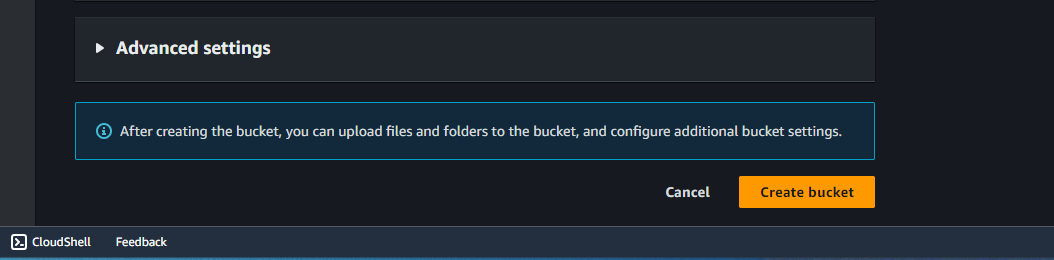 Advanced settings
After creating the bucket, you can upload files and folders to the bucket, and configure additional bucket settings.
Cancel Create bucket
CloudShell Feedback